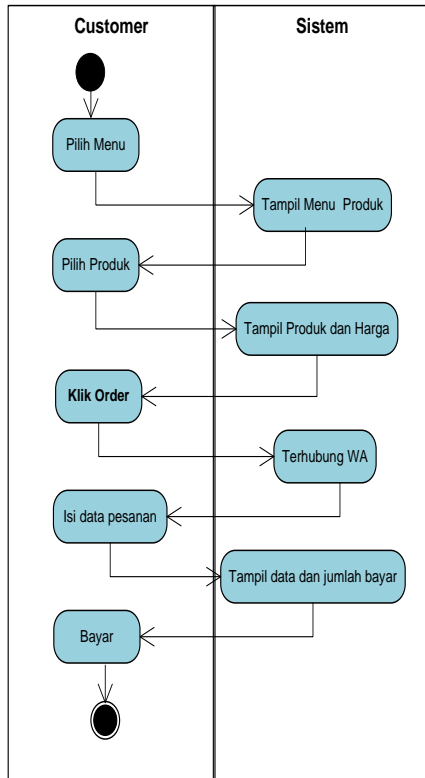 Customer
Sistem
Pilih Menu
Tampil Menu Produk
Pilih Produk
Tampil Produk dan Harga
Klik Order
Terhubung WA
Isi data pesanan
Tampil data dan jumlah bayar
Bayar